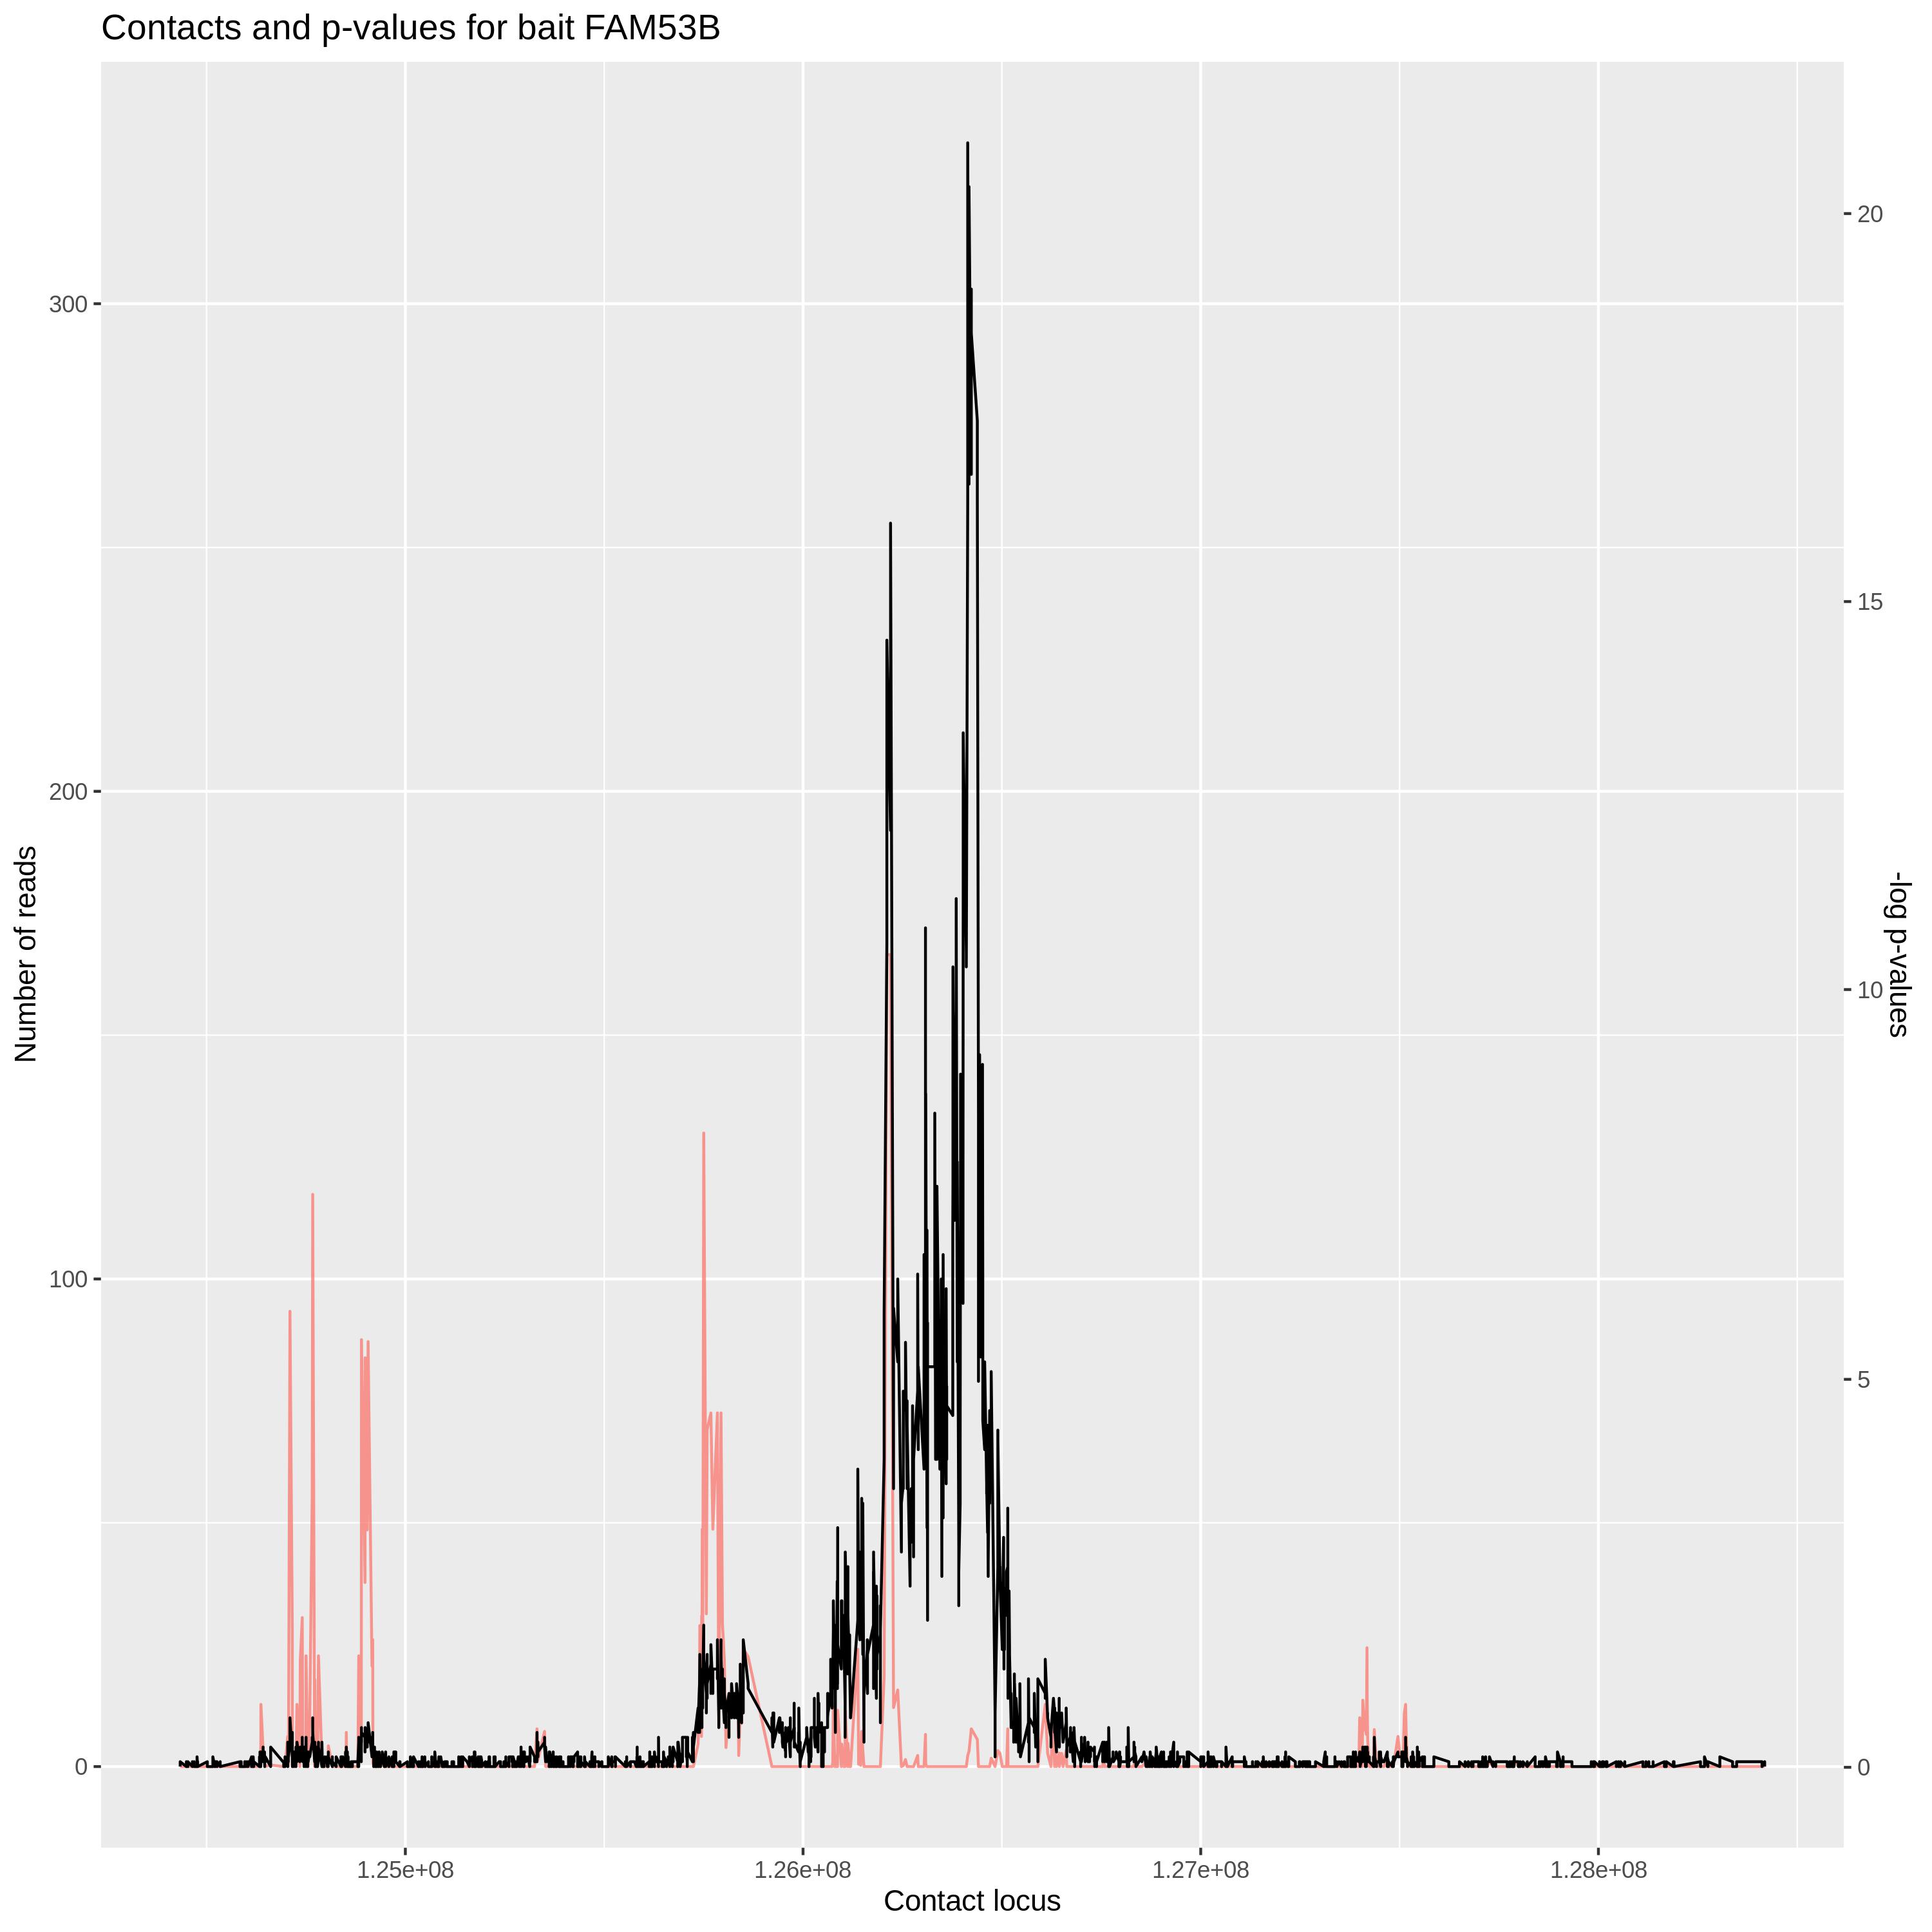 Contacts and p-values for bait FAM53B
Number of reads
300
200
100
0
-log p-values
20
15
10
5
0
1.25e+08
1.26e+08
1.27e+08
1.28e+08
Contact locus